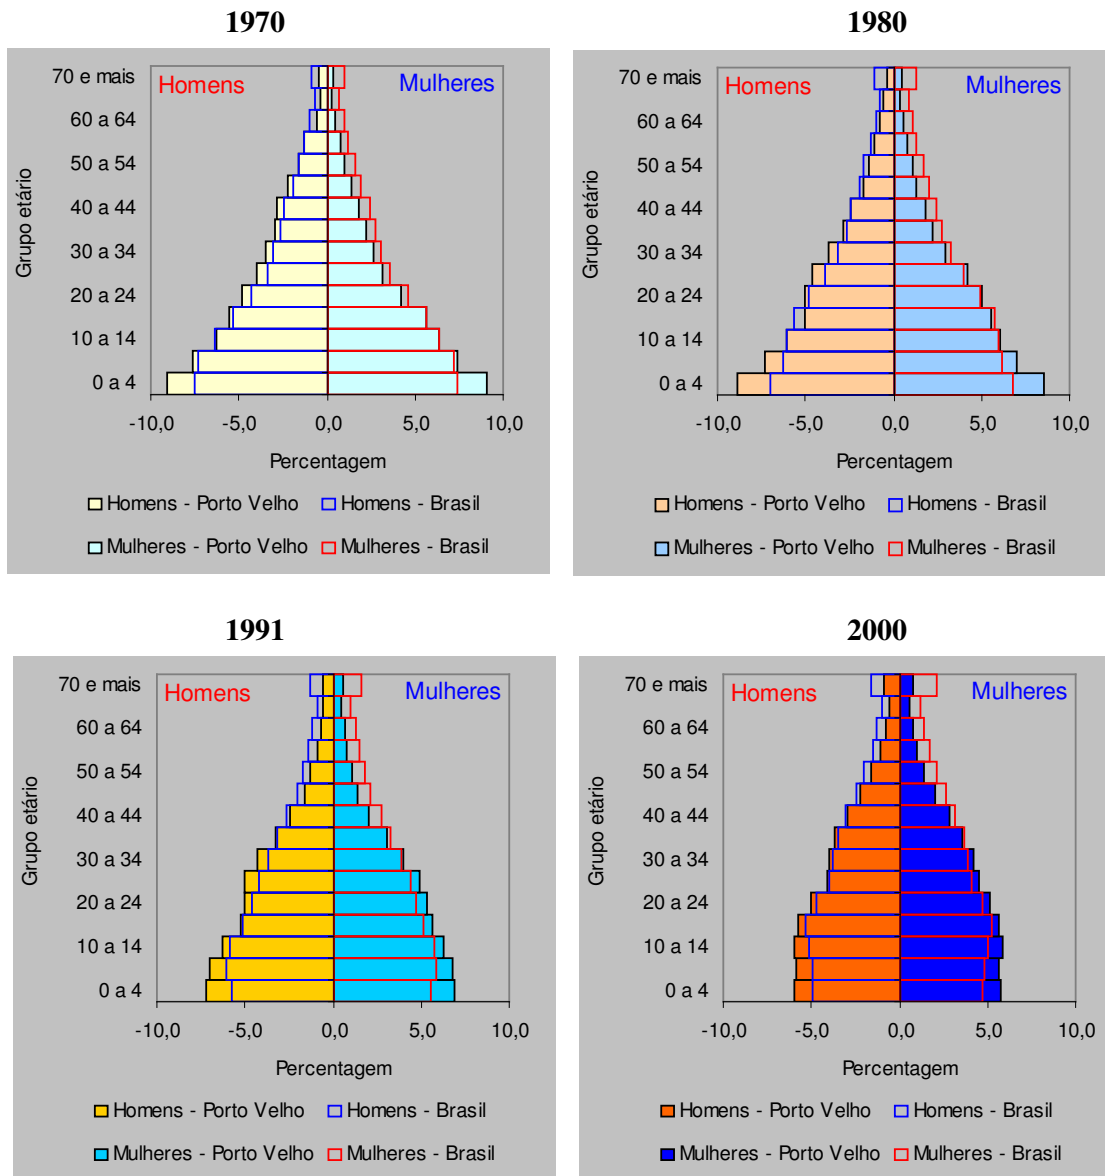 1970
Homens
Mulheres
Grupo etário
70 e mais
60 a 64
50 a 54
40 a 44
30 a 34
20 a 24
10 a 14
0 a 4
-10,0 -5,0 0,0 5,0 10,0
Percentagem
Homens - Porto Velho Homens - Brasil
Mulheres - Porto Velho Mulheres - Brasil
1980
Homens
Mulheres
Grupo etário
70 e mais
60 a 64
50 a 54
40 a 44
30 a 34
20 a 24
10 a 14
0 a 4
-10,0 -5,0 0,0 5,0 10,0
Percentagem
Homens - Porto Velho Homens - Brasil
Mulheres - Porto Velho Mulheres - Brasil
1991
Homens
Mulheres
Grupo etário
70 e mais
60 a 64
50 a 54
40 a 44
30 a 34
20 a 24
10 a 14
0 a 4
-10,0 -5,0 0,0 5,0 10,0
Percentagem
Homens - Porto Velho Homens - Brasil
Mulheres - Porto Velho Mulheres - Brasil
2000
Homens
Mulheres
Grupo etário
70 e mais
60 a 64
50 a 54
40 a 44
30 a 34
20 a 24
10 a 14
0 a 4
-10,0 -5,0 0,0 5,0 10,0
Percentagem
Homens - Porto Velho Homens - Brasil
Mulheres - Porto Velho Mulheres - Brasil